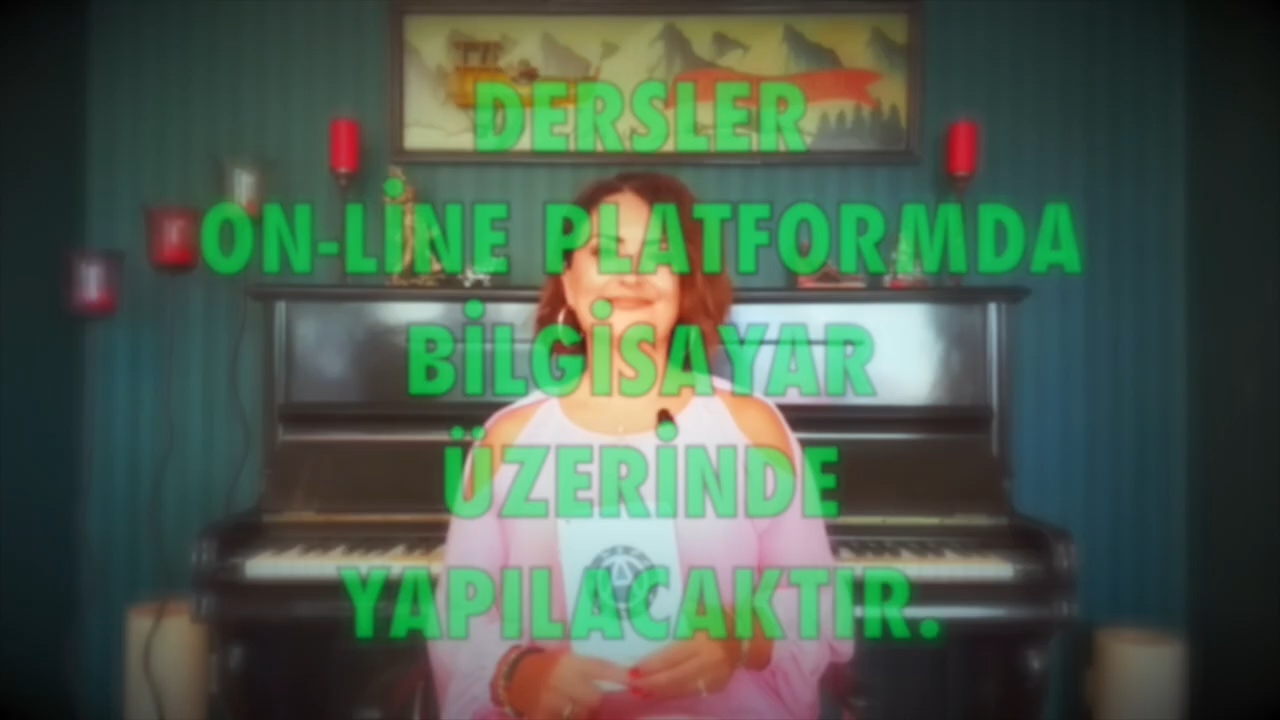 DERSLER
ON-LİNE PLATFORMDA
BİLGİSAYAR
ÜZERİNDE
YAPILACAKTIR.